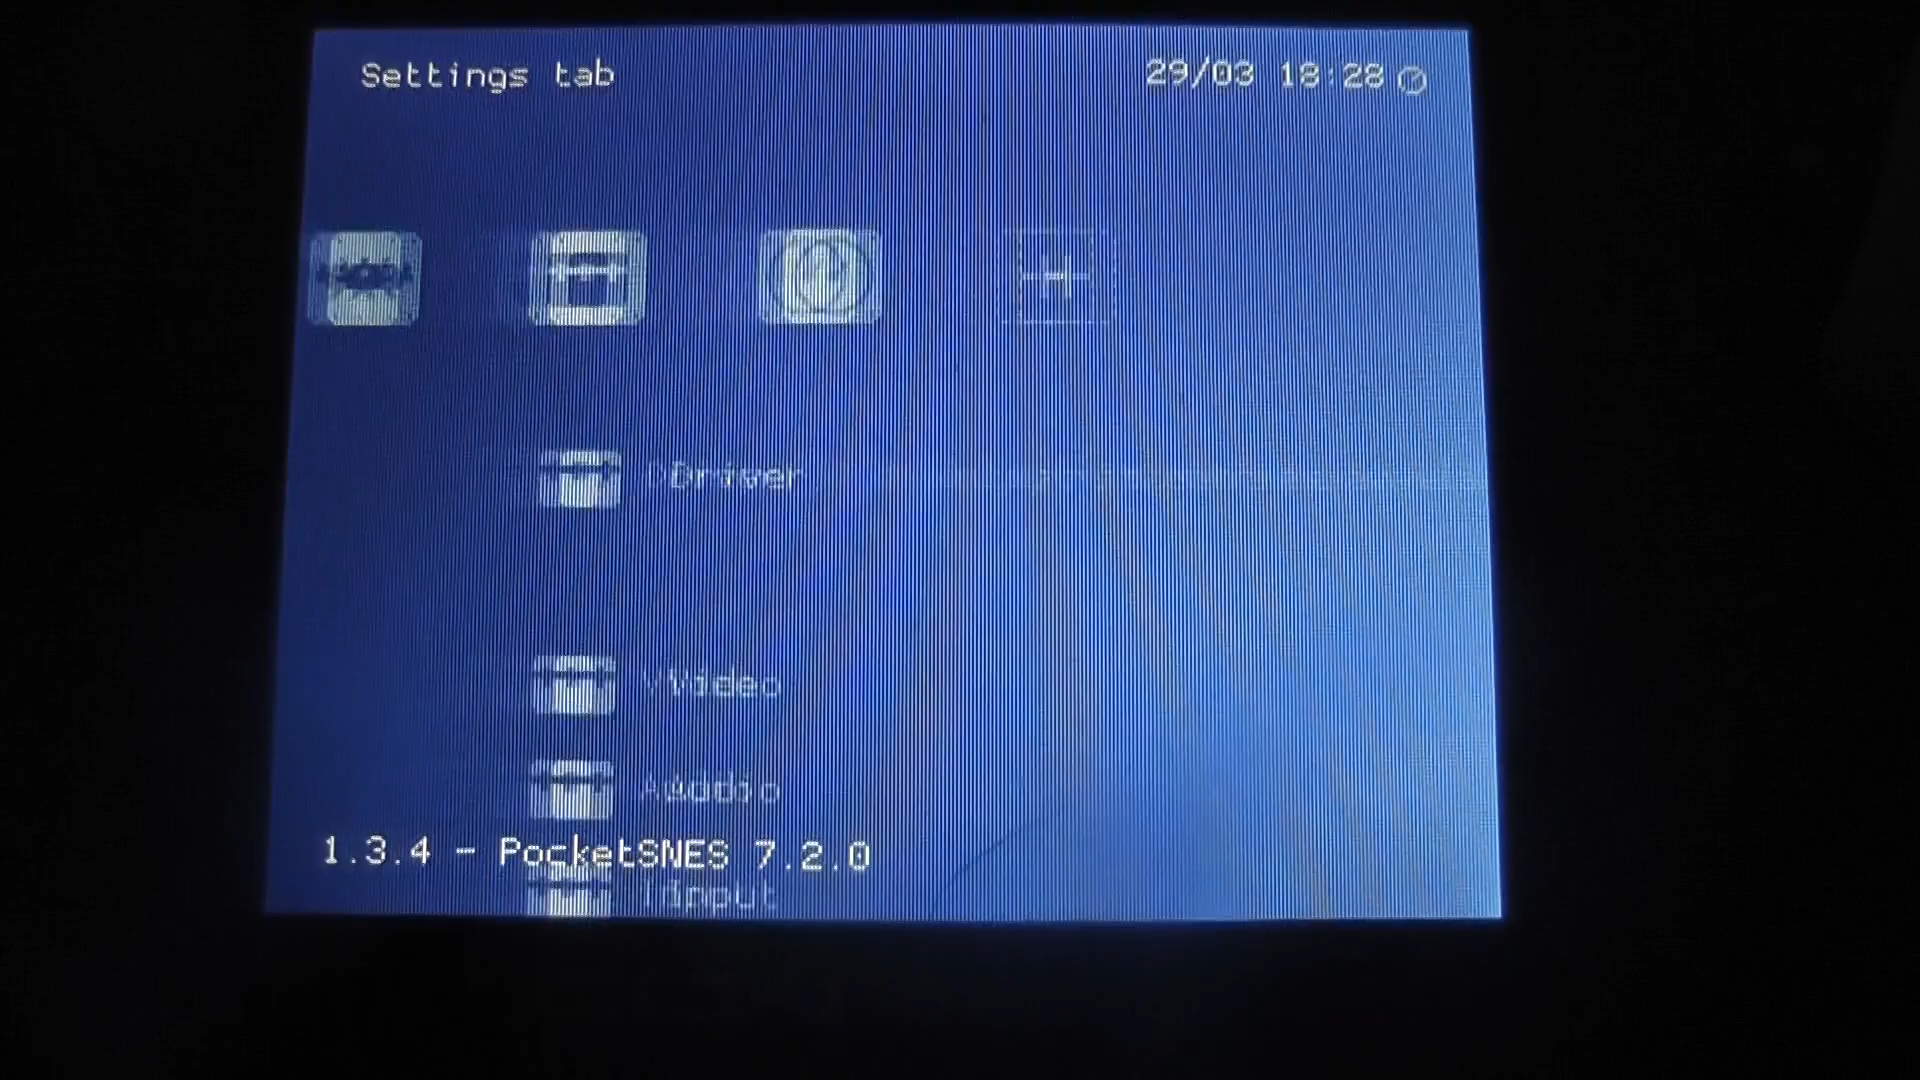 Settings tab
29/03 18:28
Driver
Video
Audio
1.3.4 - PocketSNES 7.2.0
Input